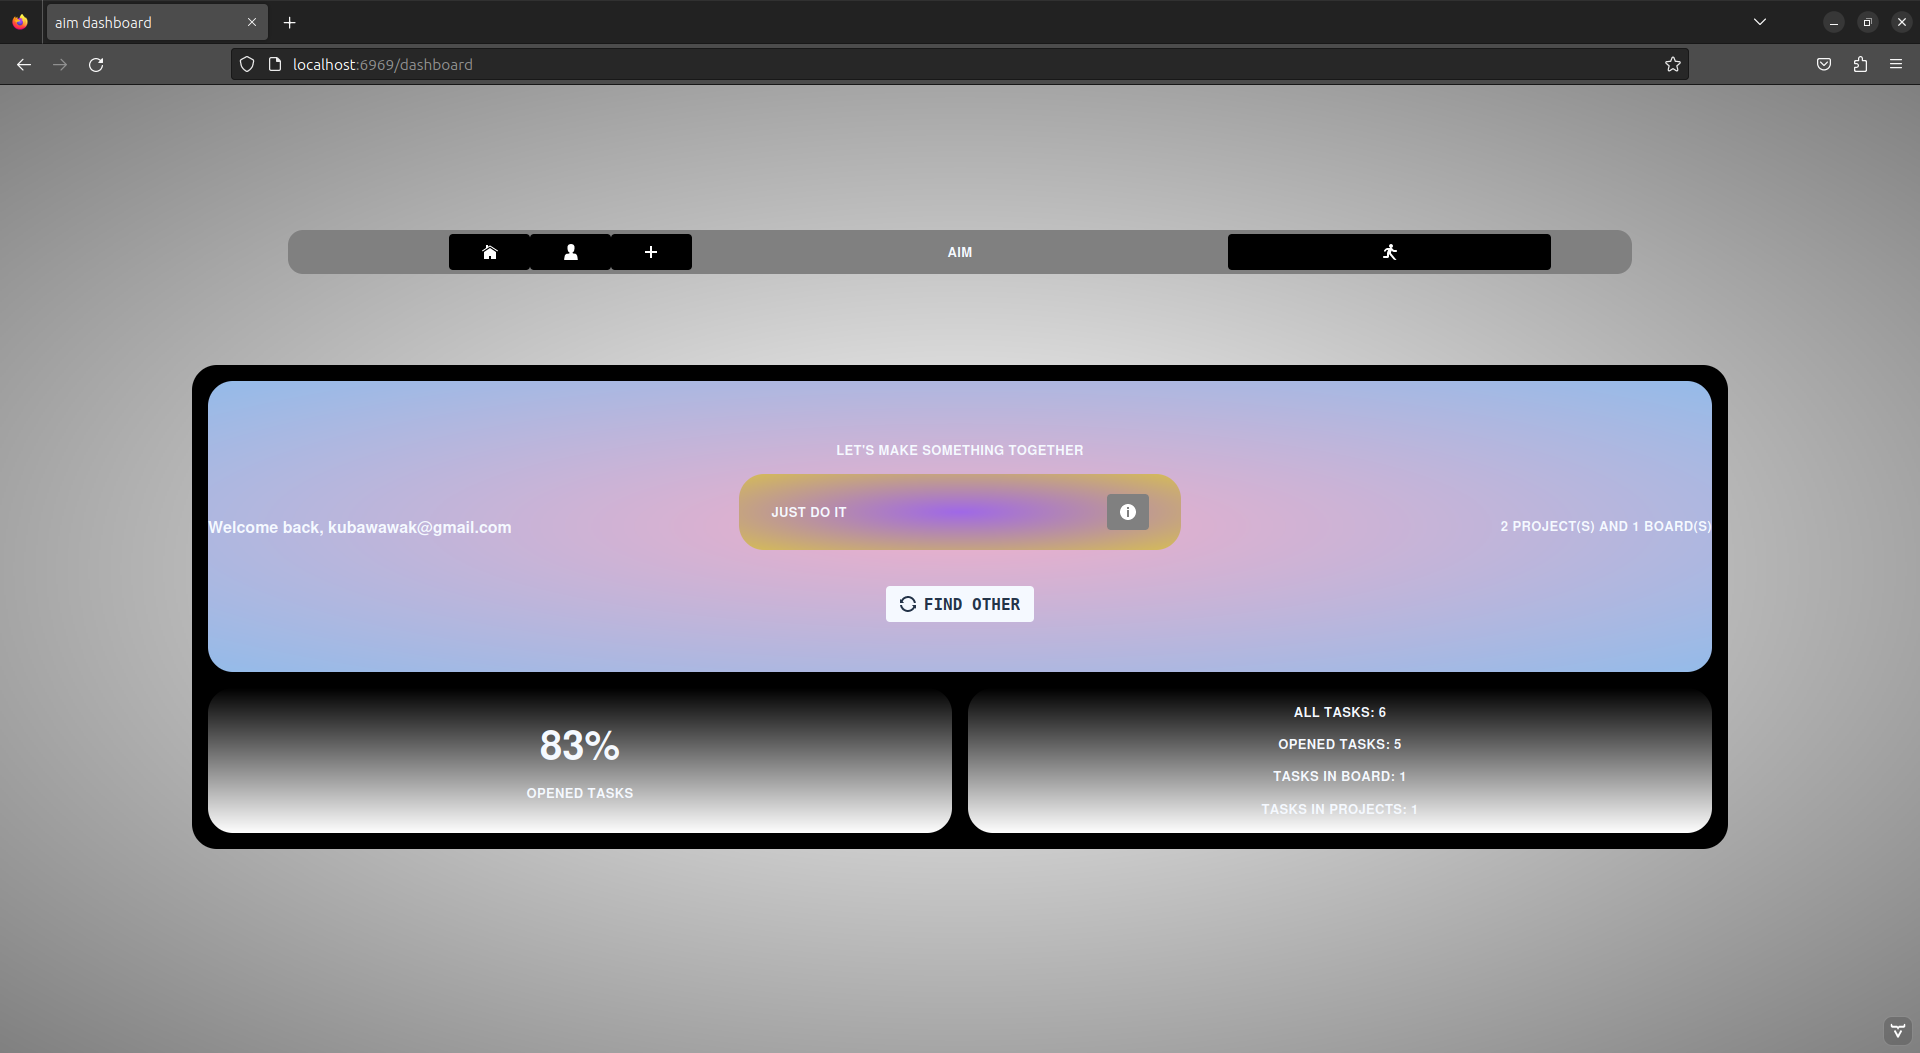 aim dashboard
localhost:6969/dashboard
AIM
LET'S MAKE SOMETHING TOGETHER
JUST DO IT
Welcome back, kubawawak@gmail.com
2 PROJECT(S) AND 1 BOARD(S)
FIND OTHER
83%
OPENED TASKS
ALL TASKS: 6
OPENED TASKS: 5
TASKS IN BOARD: 1
TASKS IN PROJECTS: 1